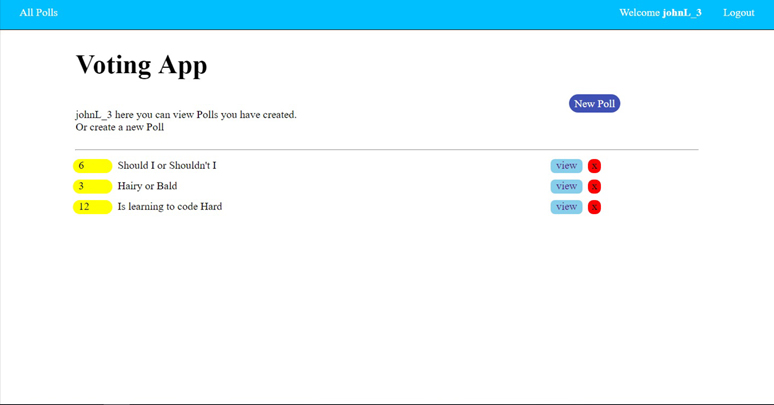 All Polls Welcome johnL_3 Logout
Voting App
New Poll
johnL_3 here you can view Polls you have created.
Or create a new Poll
6 Should I or Shouldn't I view x
3 Hairy or Bald view x
12 Is learning to code Hard view x